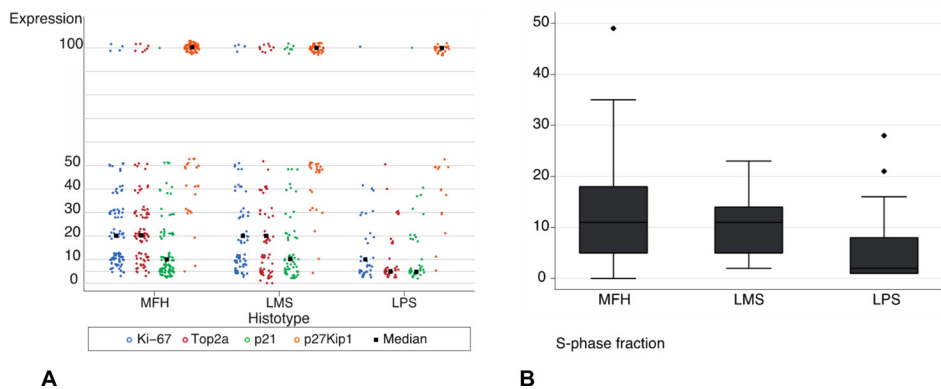 Expression
100
50
40
30
20
10
0
MFH LMS LPS
Histotype
Ki-67 Top2a p21 p27Kip1 Median
A
50
40
30
20
10
0
MFH LMS LPS
S-phase fraction
B